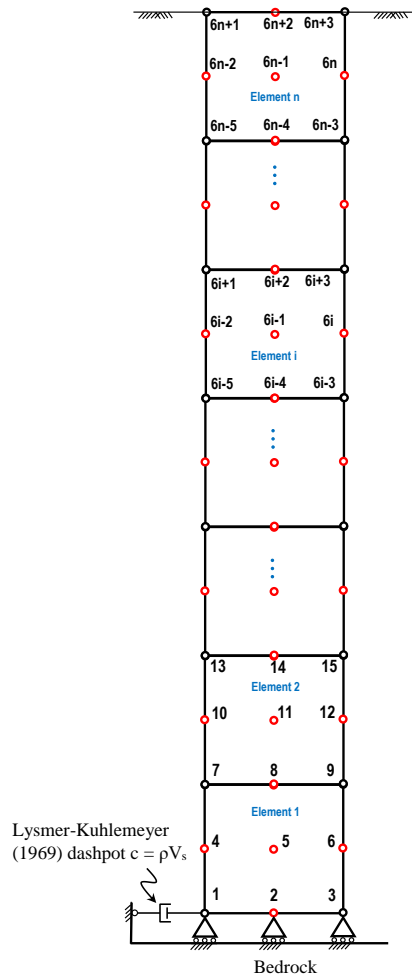 6n+1 6n+2 6n+3
6n-2 6n-1 6n
Element n
6n-5 6n-4 6n-3
6i+1 6i+2 6i+3
6i-2 6i-1 6i
Element i
6i-5 6i-4 6i-3
13 14 15
Element 2
10 11 12
7 8 9
Element 1
Lysmer-Kuhlemeyer
(1969) dashpot c = ρVs
4 5 6
1 2 3
Bedrock